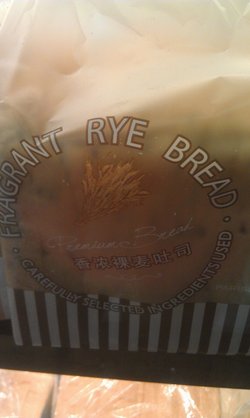 · FRAGRANT RYE BREAD ·
Premium Bread
香浓裸麦吐司
CAREFULLY SELECTED INGREDIENTS USED